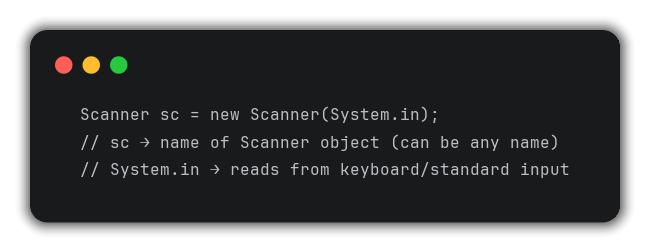 Scanner sc = new Scanner(System.in);
// sc → name of Scanner object (can be any name)
// System.in → reads from keyboard/standard input